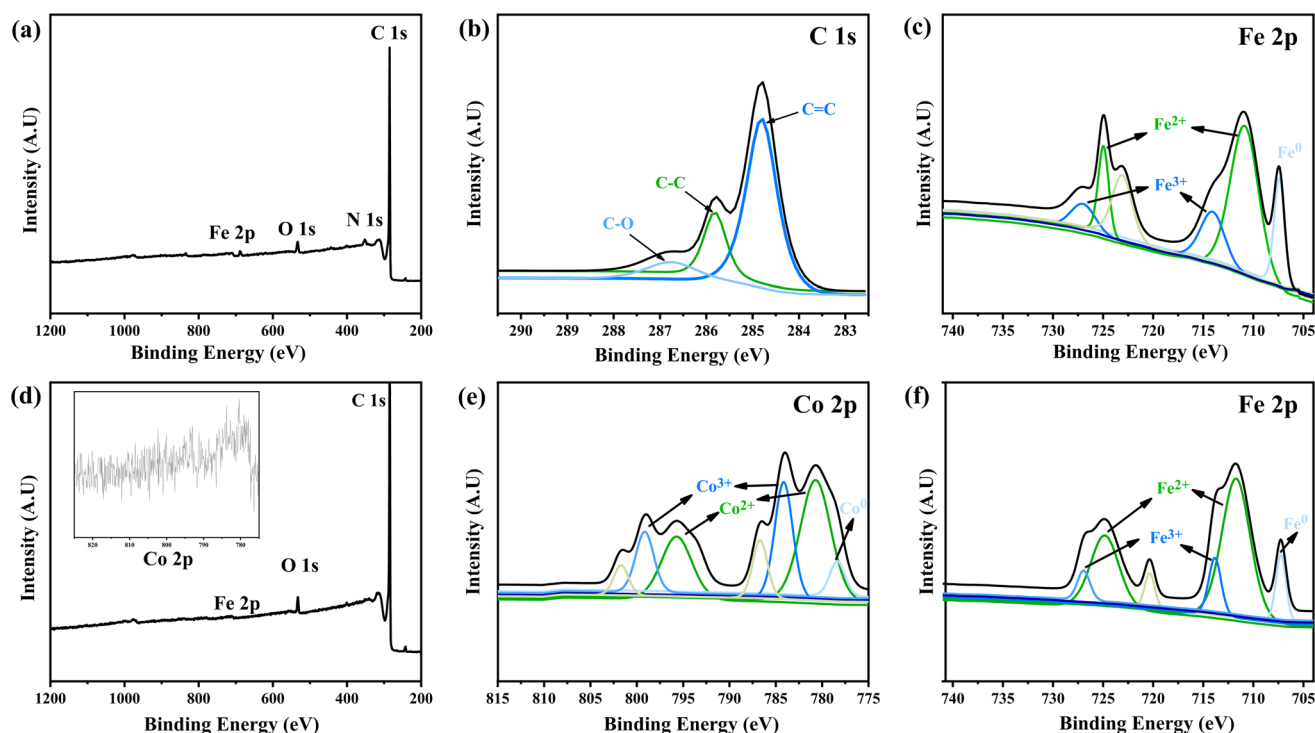 (a)
C 1s
Fe 2p
O 1s
N 1s
Intensity (A.U)
1200
1000
800
600
400
200
Binding Energy (eV)
(b)
C 1s
C=C
C-C
C-O
Intensity (A.U)
290
289
288
287
286
285
284
283
Binding Energy (eV)
(c)
Fe 2p
Fe²⁺
Fe³⁺
Fe⁰
Intensity (A.U)
740
735
730
725
720
715
710
705
Binding Energy (eV)
(d)
C 1s
820
810
800
790
780
Co 2p
O 1s
Fe 2p
Intensity (A.U)
1200
1000
800
600
400
200
Binding Energy (eV)
(e)
Co 2p
Co³⁺
Co²⁺
Co⁰
Intensity (A.U)
815
810
805
800
795
790
785
780
775
Binding Energy (eV)
(f)
Fe 2p
Fe²⁺
Fe³⁺
Fe⁰
Intensity (A.U)
740
735
730
725
720
715
710
705
Binding Energy (eV)